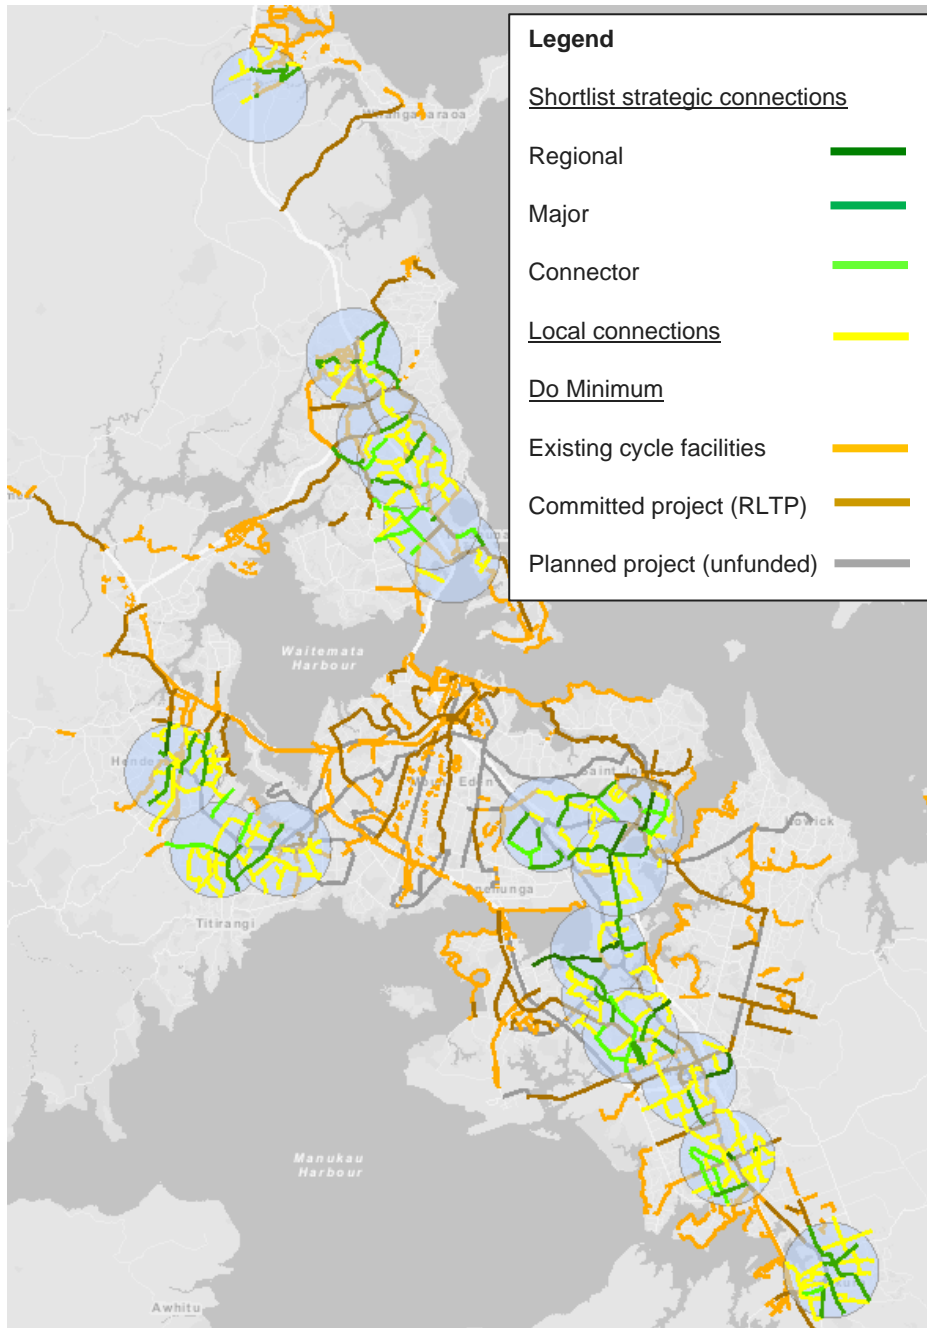 Legend
Shortlist strategic connections
Regional
Major
Connector
Local connections
Do Minimum
Existing cycle facilities
Committed project (RLTP)
Planned project (unfunded)
Waitemata
Harbour
Eden
Titirangi
Manukau
Harbour
Awhitu